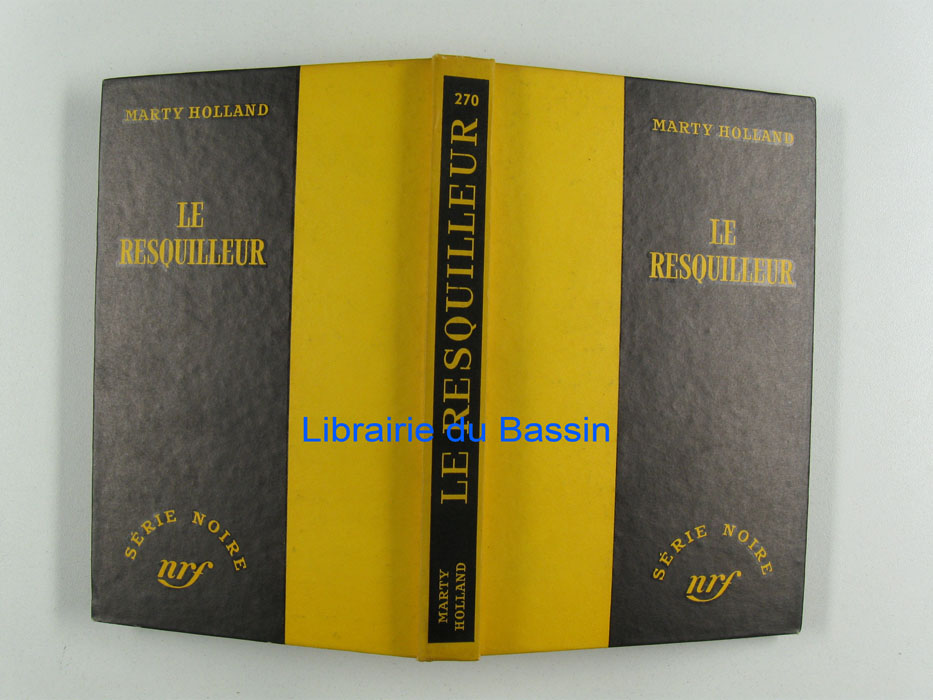 MARTY HOLLAND
LE
RESQUILLEUR
SÉRIE NOIRE
nrf
270
LE RESQUILLEUR
MARTY
HOLLAND
MARTY HOLLAND
LE
RESQUILLEUR
SÉRIE NOIRE
nrf
Librairie du Bassin